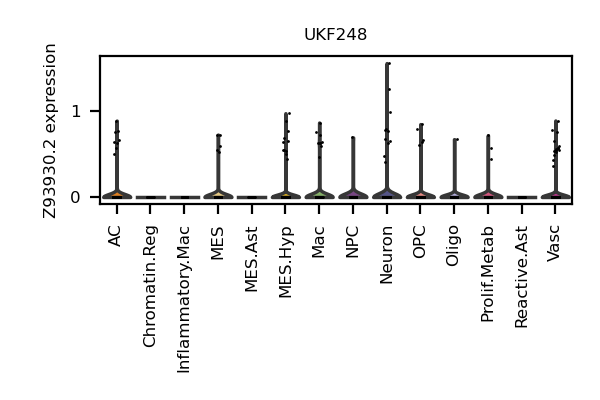 UKF248
Z93930.2 expression
1
0
AC
Chromatin.Reg
Inflammatory.Mac
MES
MES.Ast
MES.Hyp
Mac
NPC
Neuron
OPC
Oligo
Prolif.Metab
Reactive.Ast
Vasc